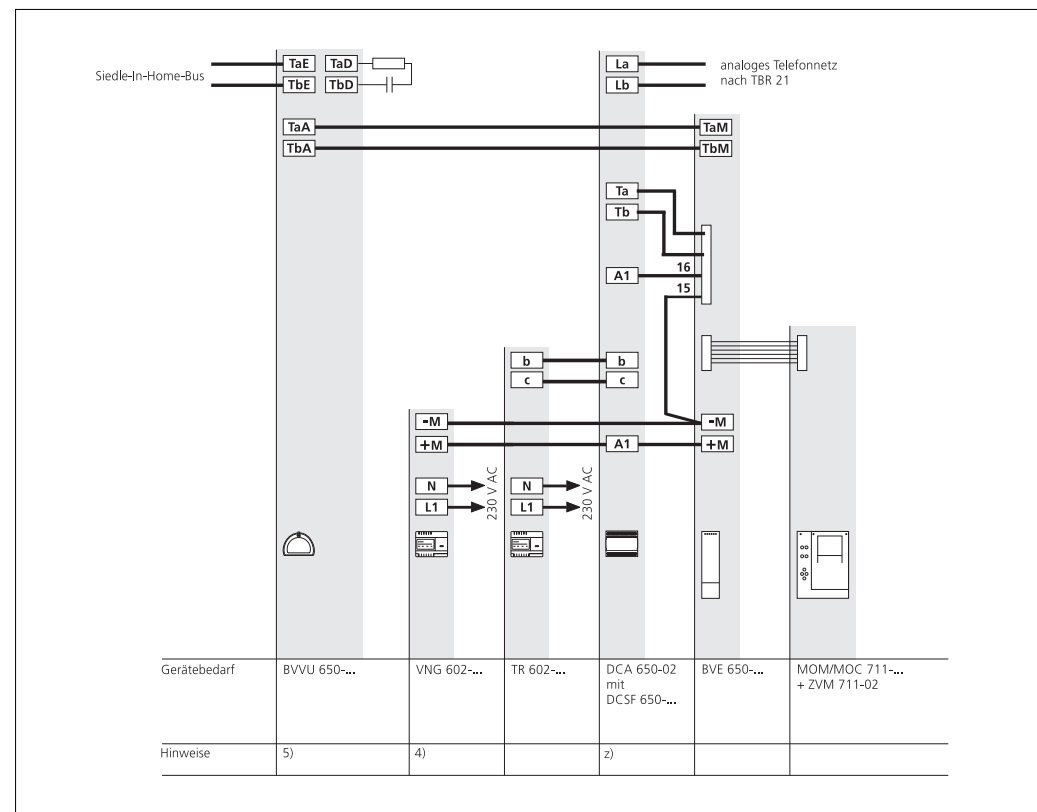 TaE TaD La
Siedle-In-Home-Bus analoges Telefonnetz
TbE TbD Lb nach TBR 21
TaA TaM
TbA TbM
Ta
Tb
16
A1
15
b b
c c
-M -M
+M A1 +M
N 230 V AC N 230 V AC
L1 L1
Gerätebedarf BVVU 650-... VNG 602-... TR 602-... DCA 650-02 BVE 650-... MOM/MOC 711-...
mit + ZVM 711-02
DCSF 650-...
Hinweise 5) 4) z)